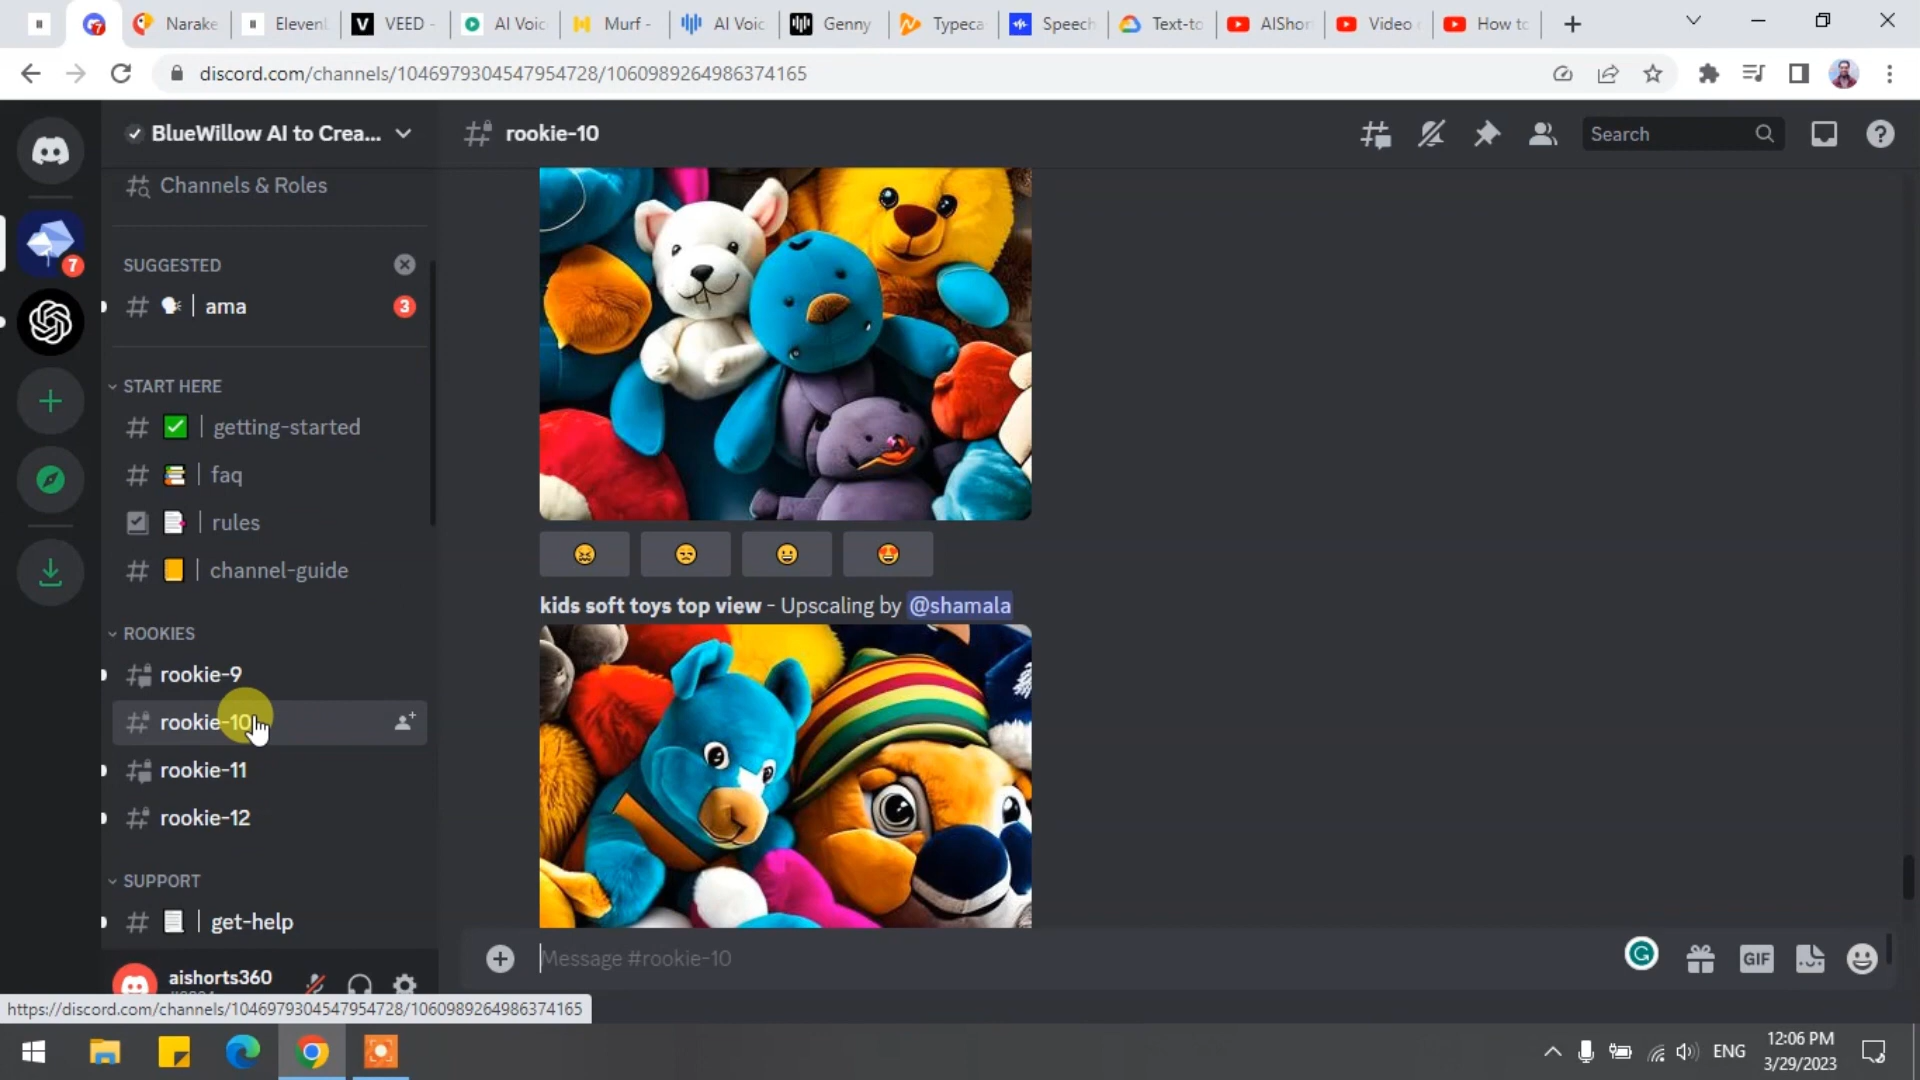 Narake
Elevenl
VEED -
AI Voic
Murf -
AI Voic
Genny
Typeca
Speech
Text-to
AIShor
Video
How to
discord.com/channels/1046979304547954728/1060989264986374165
BlueWillow AI to Crea...
rookie-10
Search
Channels & Roles
7
SUGGESTED
ama
3
START HERE
getting-started
faq
rules
channel-guide
ROOKIES
rookie-9
rookie-10
rookie-11
rookie-12
SUPPORT
get-help
kids soft toys top view - Upscaling by @shamala
Message #rookie-10
GIF
aishorts360
https://discord.com/channels/1046979304547954728/1060989264986374165
ENG
12:06 PM
3/29/2023